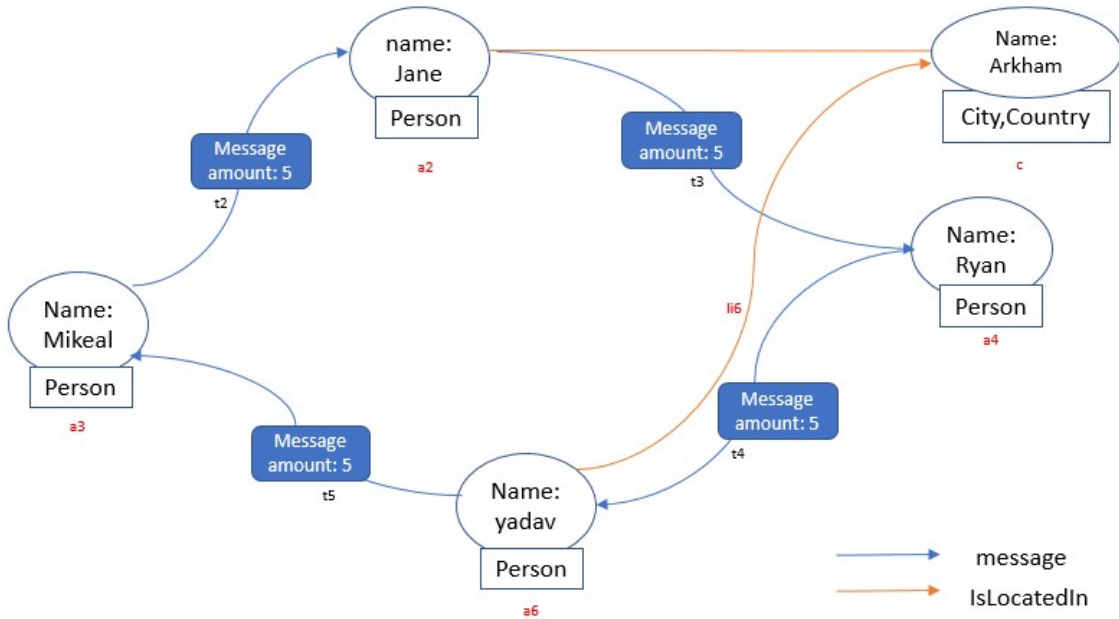 name:
Jane
Person
a2
Name:
Arkham
City,Country
c
Message
amount: 5
t2
Message
amount: 5
t3
Name:
Ryan
Person
a4
Name:
Mikeal
Person
a3
li6
Message
amount: 5
t4
Message
amount: 5
t5
Name:
yadav
Person
a6
message
IsLocatedIn